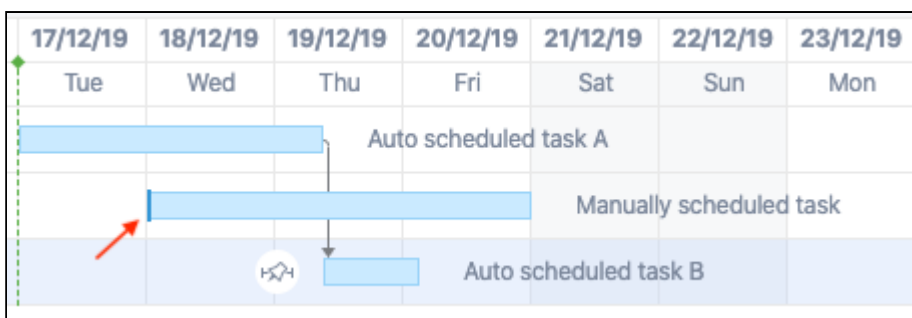 17/12/19 18/12/19 19/12/19 20/12/19 21/12/19 22/12/19 23/12/19
Tue Wed Thu Fri Sat Sun Mon
Auto scheduled task A
Manually scheduled task
Auto scheduled task B